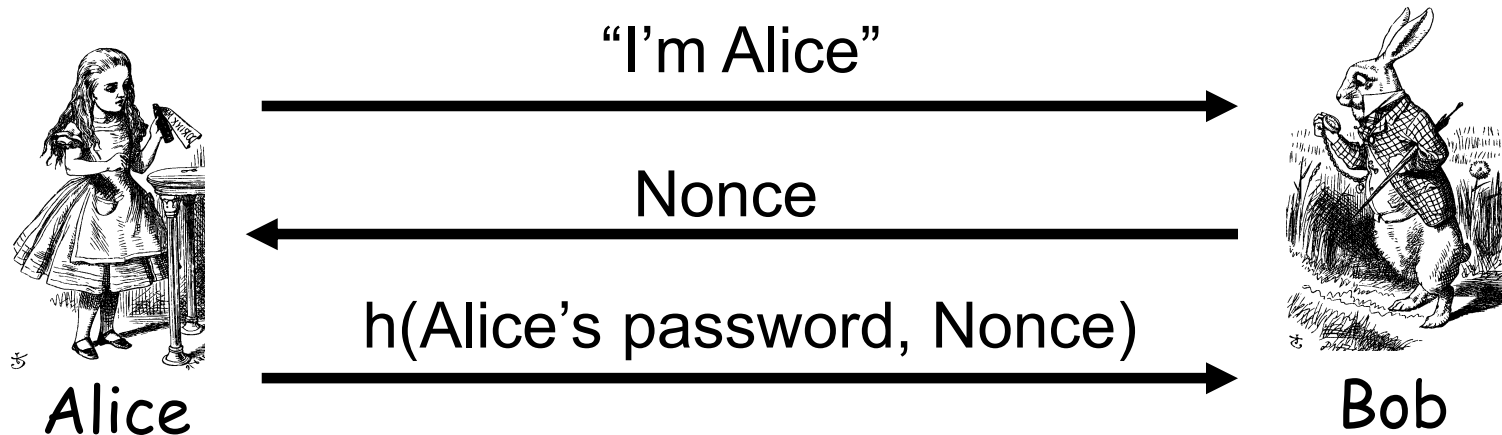 “I’m Alice”
Nonce
h(Alice’s password, Nonce)
Alice
Bob